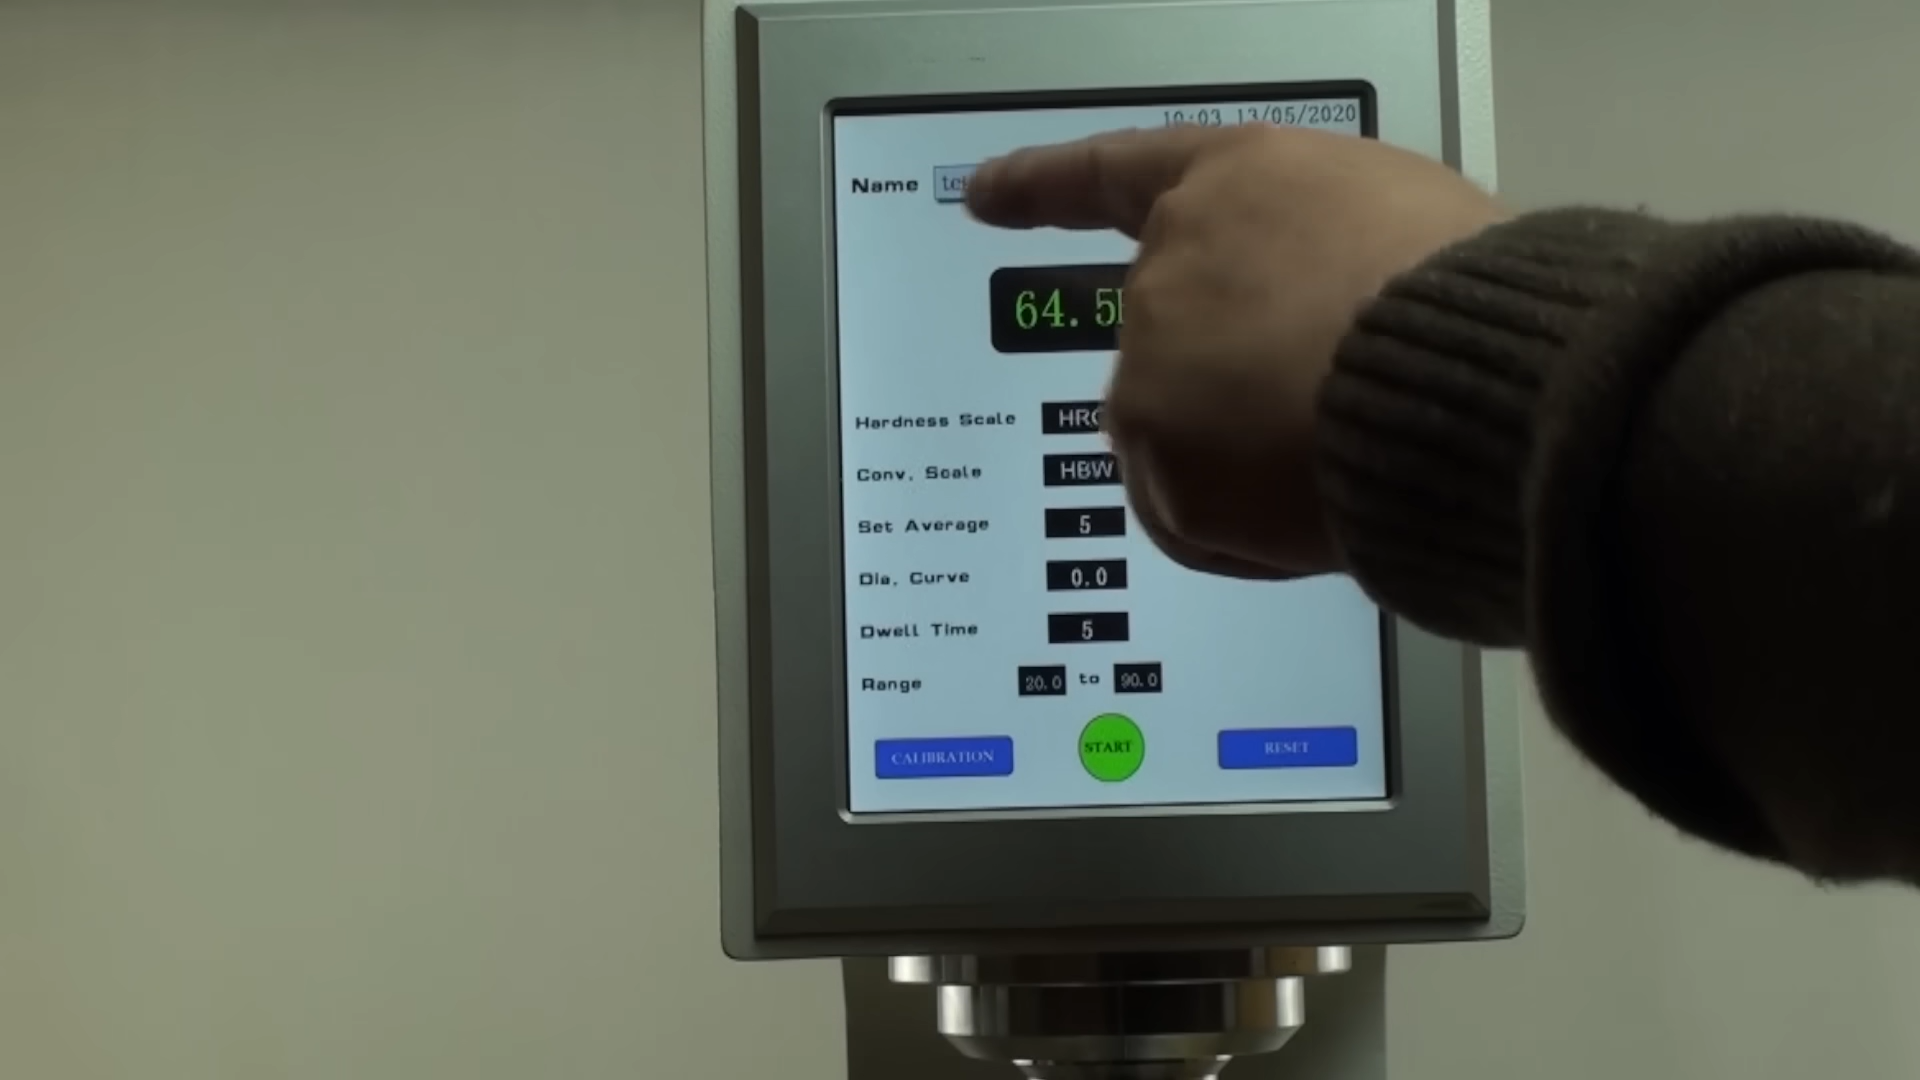 10:03 13/05/2020
Name
64.5
Hardness Scale HRC
Conv. Scale HBW
Set Average 5
Dia. Curve 0.0
Dwell Time 5
Range 20.0 to 90.0
CALIBRATION START RESET